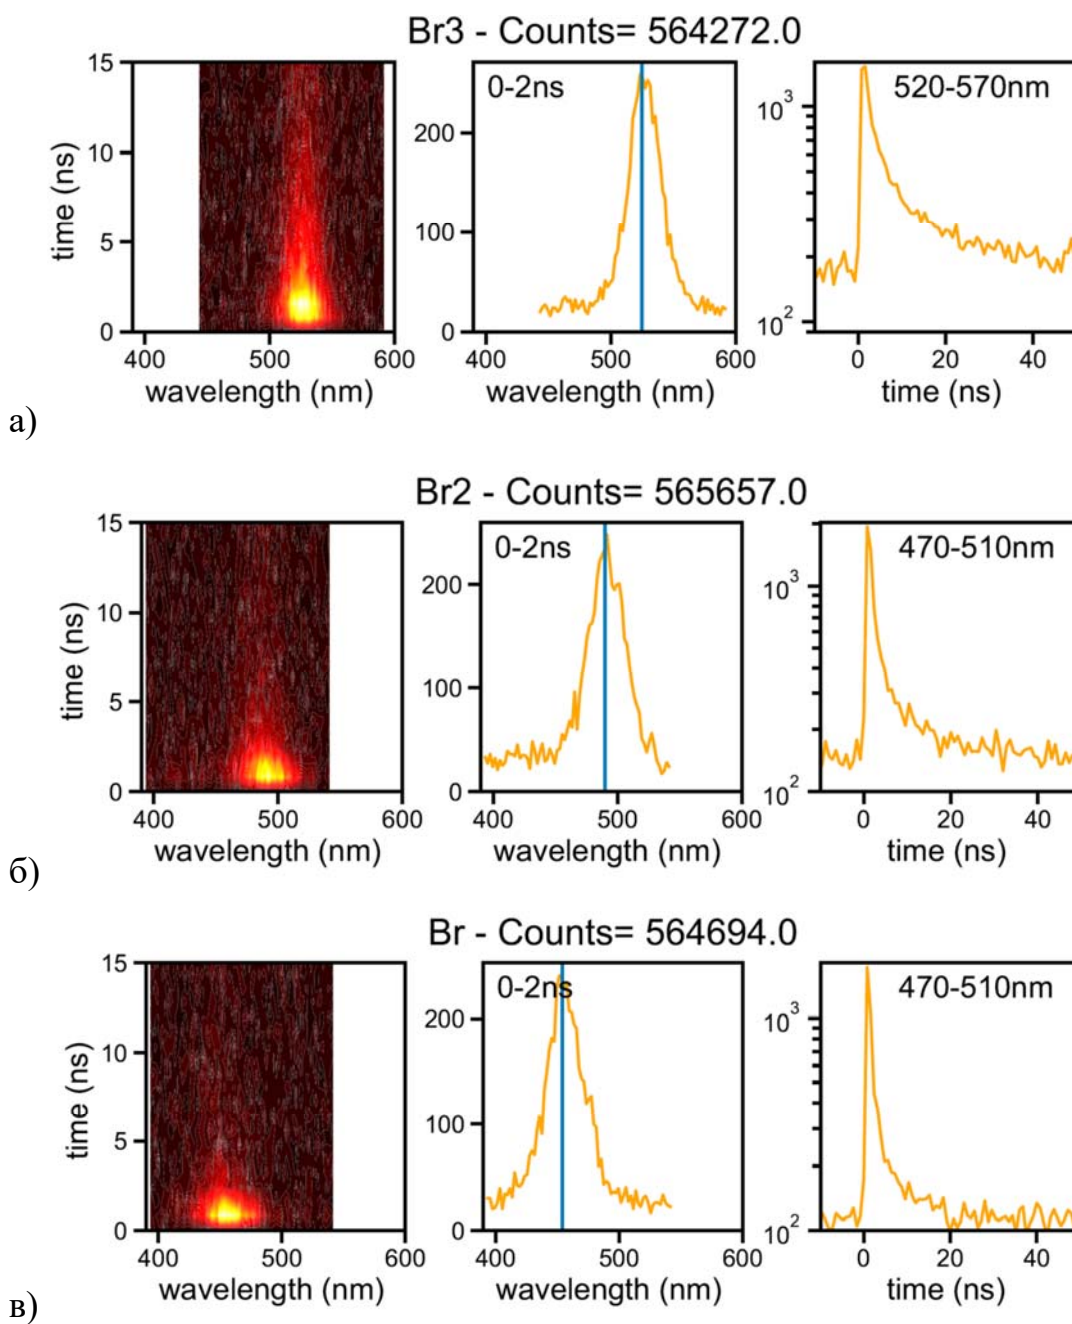 Br3 - Counts= 564272.0
15
10
5
0
time (ns)
400 500 600
wavelength (nm)
0-2ns
200
100
0
400 500 600
wavelength (nm)
520-570nm
10³
10²
0 20 40
time (ns)
а)
Br2 - Counts= 565657.0
15
10
5
0
time (ns)
400 500 600
wavelength (nm)
0-2ns
200
100
0
400 500 600
wavelength (nm)
470-510nm
10³
10²
0 20 40
time (ns)
б)
Br - Counts= 564694.0
15
10
5
0
time (ns)
400 500 600
wavelength (nm)
0-2ns
200
100
0
400 500 600
wavelength (nm)
470-510nm
10³
10²
0 20 40
time (ns)
в)